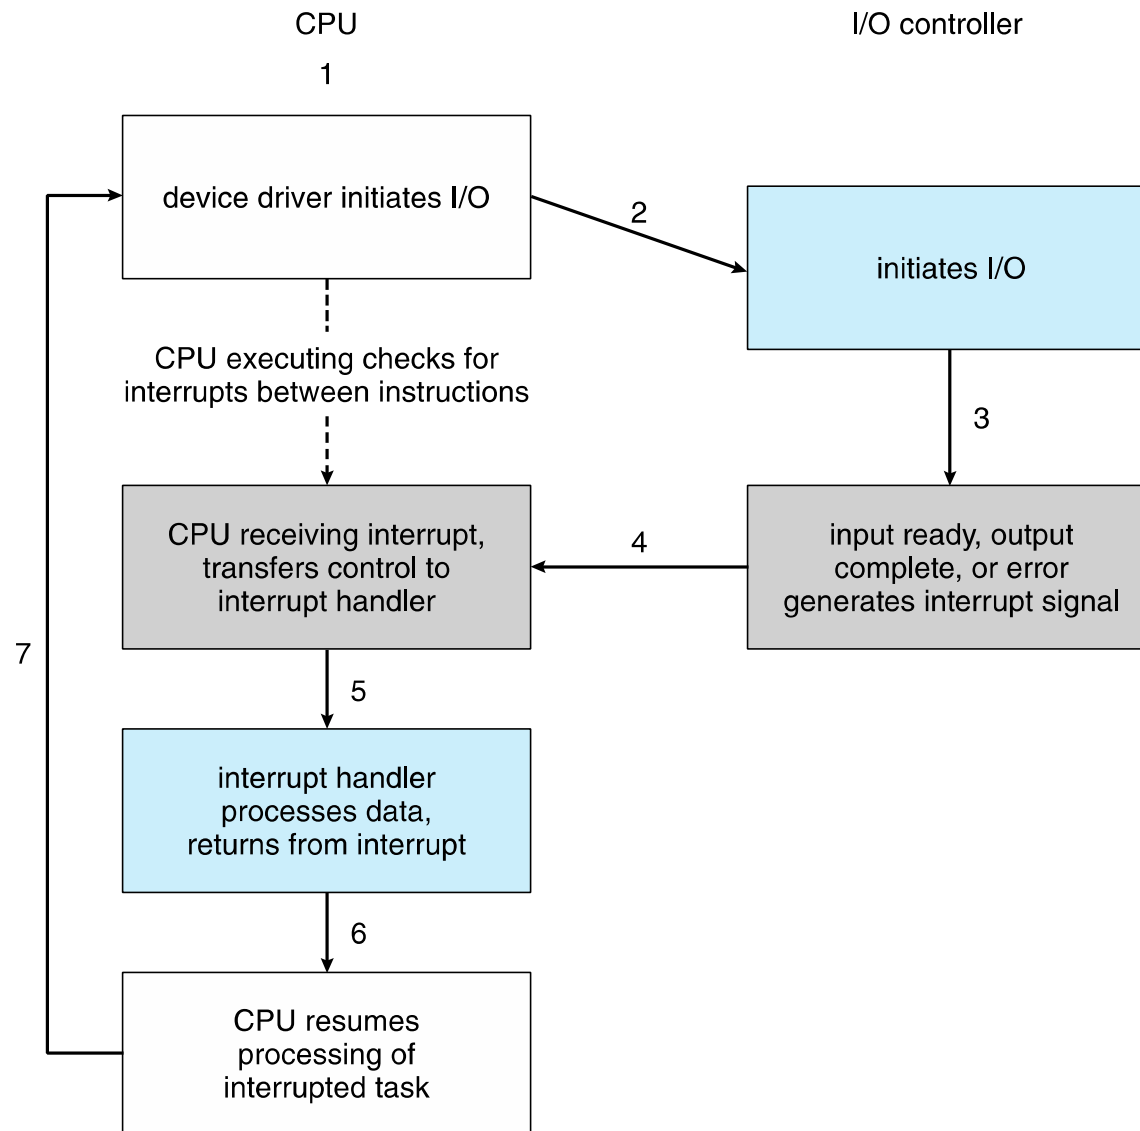 CPU
I/O controller
1
device driver initiates I/O
2
initiates I/O
CPU executing checks for
interrupts between instructions
3
CPU receiving interrupt,
transfers control to
interrupt handler
4
input ready, output
complete, or error
generates interrupt signal
7
5
interrupt handler
processes data,
returns from interrupt
6
CPU resumes
processing of
interrupted task